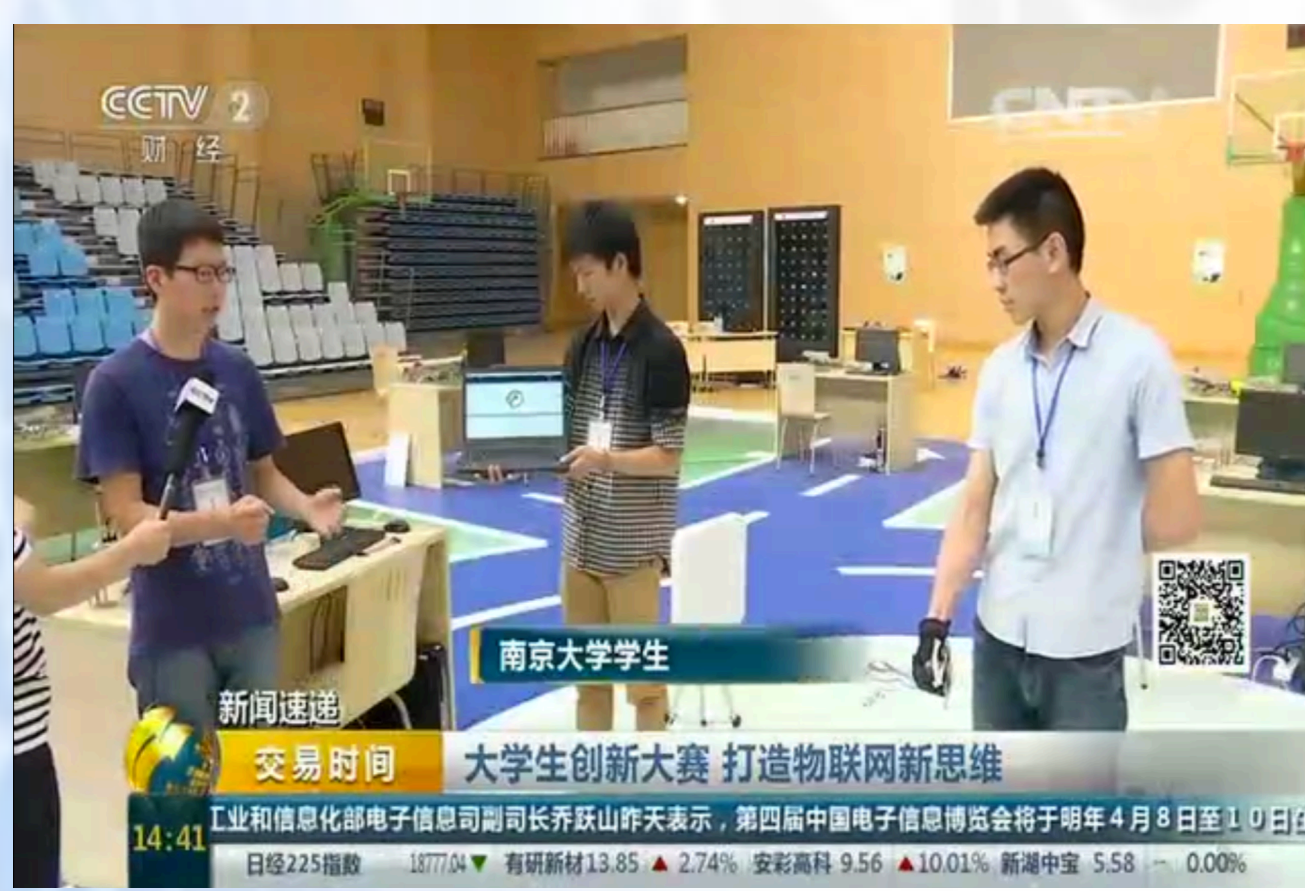 CCTV 2
财经
CNTV
南京大学学生
新闻速递
交易时间
大学生创新大赛 打造物联网新思维
14:41
工业和信息化部电子信息司副司长乔跃山昨天表示，第四届中国电子信息博览会将于明年4月8日至10日在
日经225指数 18777.04▼ 有研新材13.85 ▲ 2.74% 安彩高科 9.56 ▲10.01% 新湖中宝 5.58 － 0.00%